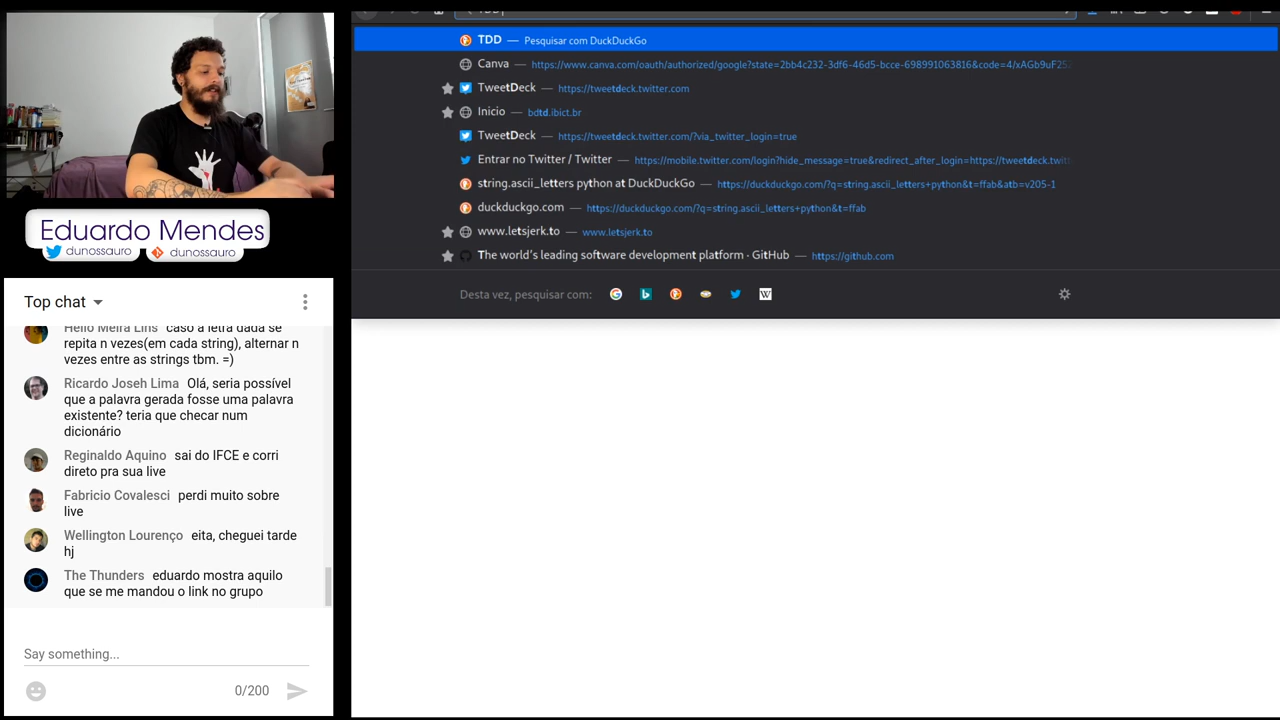 Eduardo Mendes
dunossauro
dunossauro
Top chat
Helio Meira Lins caso a letra dada se
repita n vezes(em cada string), alternar n
vezes entre as strings tbm. =)
Ricardo Joseh Lima Olá, seria possível
que a palavra gerada fosse uma palavra
existente? teria que checar num
dicionário
Reginaldo Aquino sai do IFCE e corri
direto pra sua live
Fabricio Covalesci perdi muito sobre
live
Wellington Lourenço eita, cheguei tarde
hj
The Thunders eduardo mostra aquilo
que se me mandou o link no grupo
Say something...
0/200
TDD
TDD — Pesquisar com DuckDuckGo
Canva — https://www.canva.com/oauth/authorized/google?state=2bb4c232-3df6-46d5-bcce-698991063816&code=4/xAGb9uF252
TweetDeck — https://tweetdeck.twitter.com
Inicio — bdtd.ibict.br
TweetDeck — https://tweetdeck.twitter.com/?via_twitter_login=true
Entrar no Twitter / Twitter — https://mobile.twitter.com/login?hide_message=true&redirect_after_login=https://tweetdeck.twit
string.ascii_letters python at DuckDuckGo — https://duckduckgo.com/?q=string.ascii_letters+python&t=ffab&atb=v205-1
duckduckgo.com — https://duckduckgo.com/?q=string.ascii_letters+python&t=ffab
www.letsjerk.to — www.letsjerk.to
The world's leading software development platform · GitHub — https://github.com
Desta vez, pesquisar com: